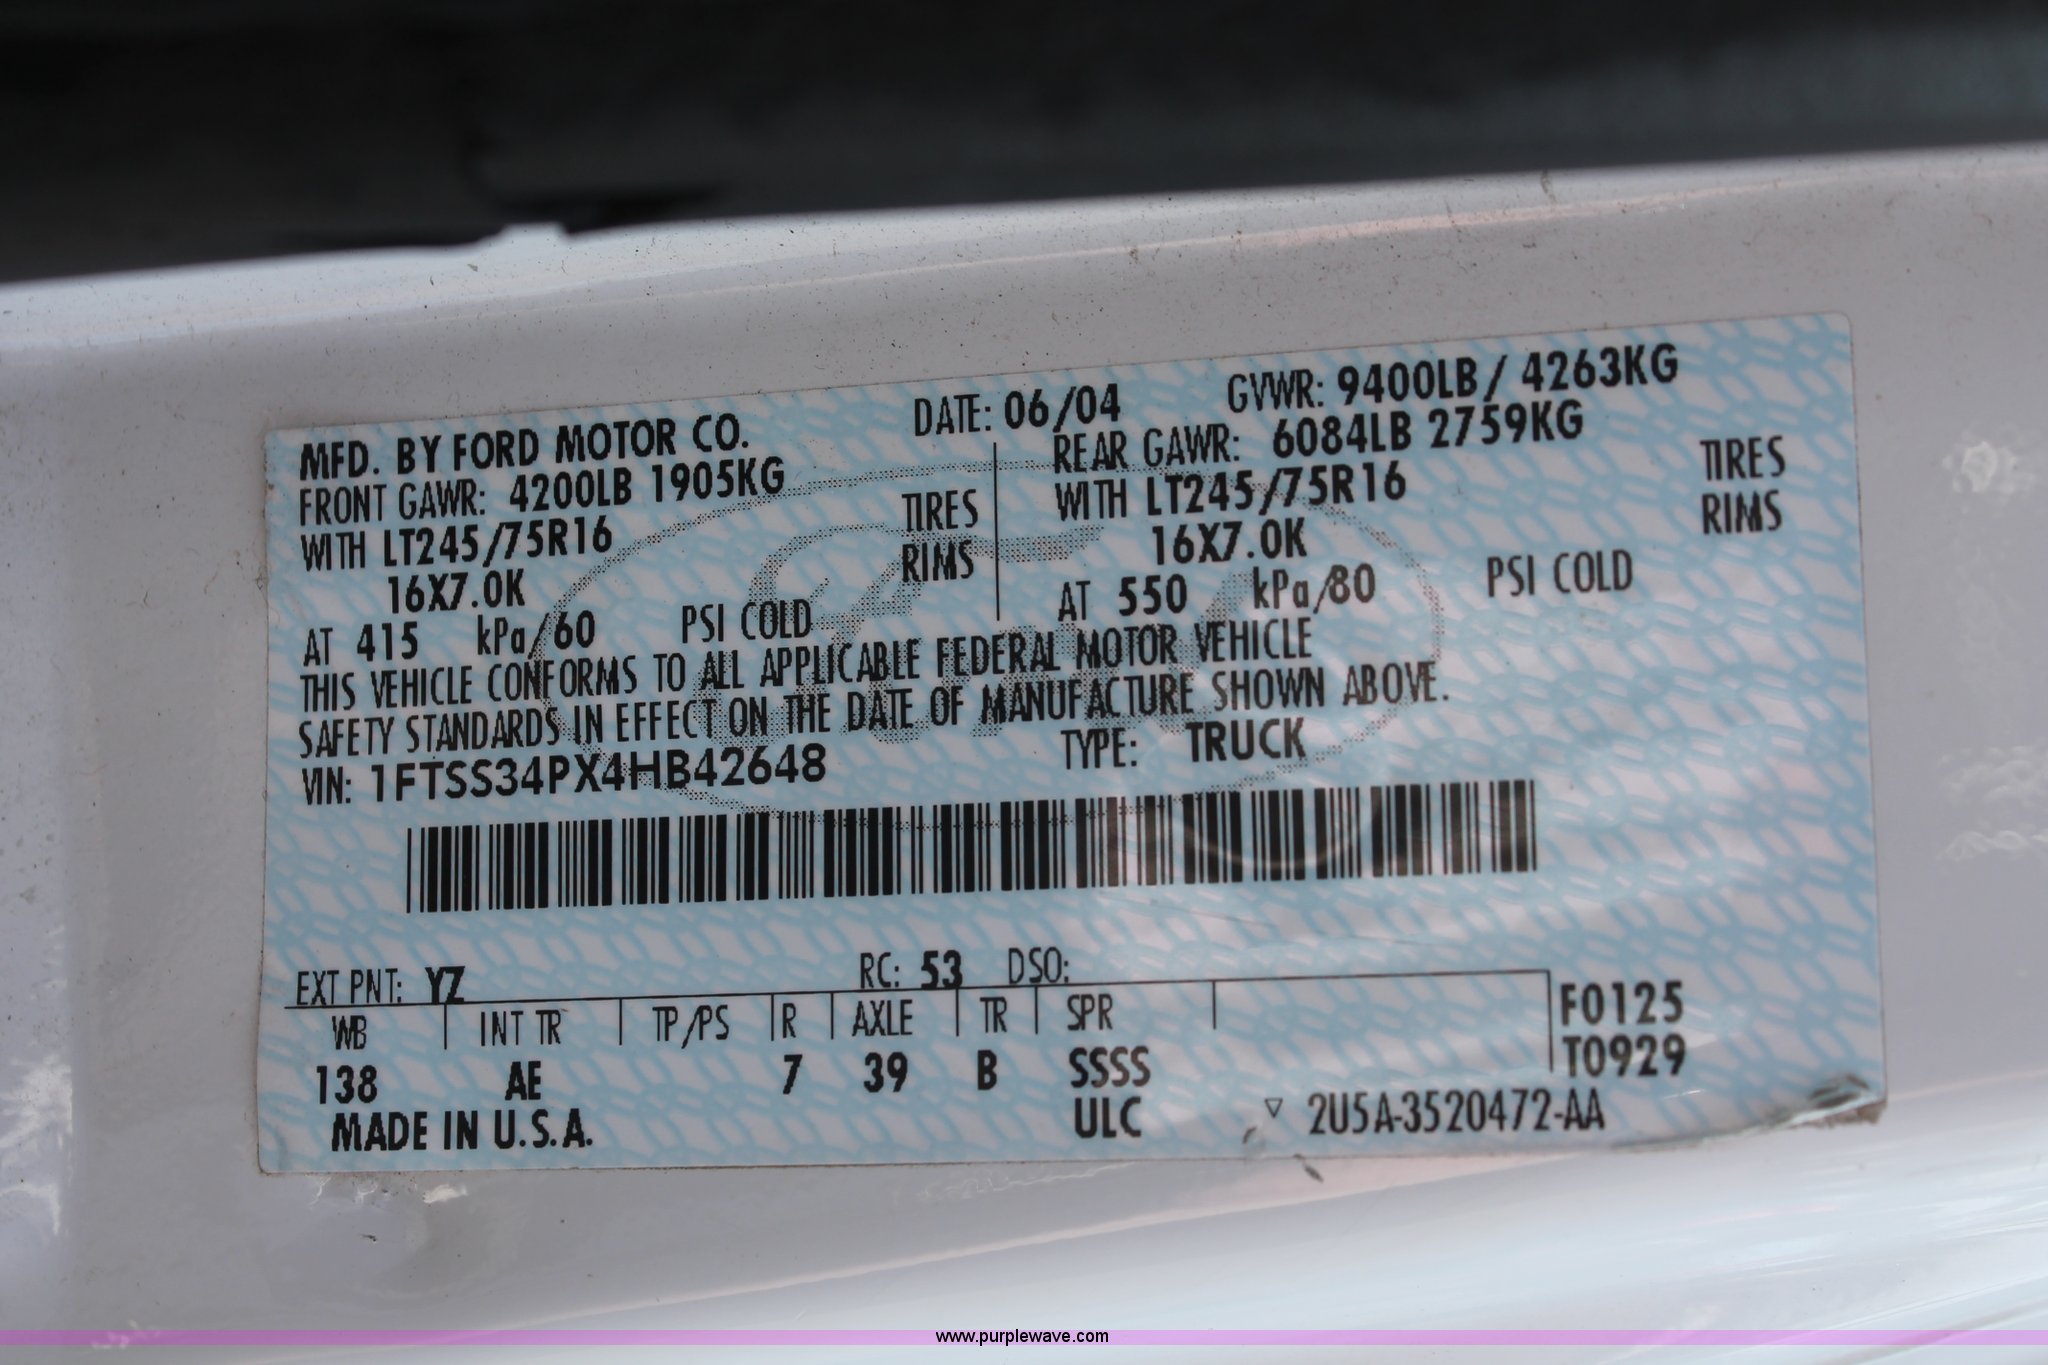 MFD. BY FORD MOTOR CO. DATE: 06/04 GVWR: 9400LB / 4263KG
FRONT GAWR: 4200LB 1905KG REAR GAWR: 6084LB 2759KG
WITH LT245/75R16 TIRES WITH LT245/75R16 TIRES
16X7.0K RIMS 16X7.0K RIMS
AT 415 kPa/60 PSI COLD AT 550 kPa/80 PSI COLD
THIS VEHICLE CONFORMS TO ALL APPLICABLE FEDERAL MOTOR VEHICLE
SAFETY STANDARDS IN EFFECT ON THE DATE OF MANUFACTURE SHOWN ABOVE.
VIN: 1FTSS34PX4HB42648 TYPE: TRUCK
EXT PNT: YZ RC: 53 DSO:
WB INT TR TP/PS R AXLE TR SPR F0125
138 AE 7 39 B SSSS T0929
MADE IN U.S.A. ULC ▽ 2U5A-3520472-AA
www.purplewave.com